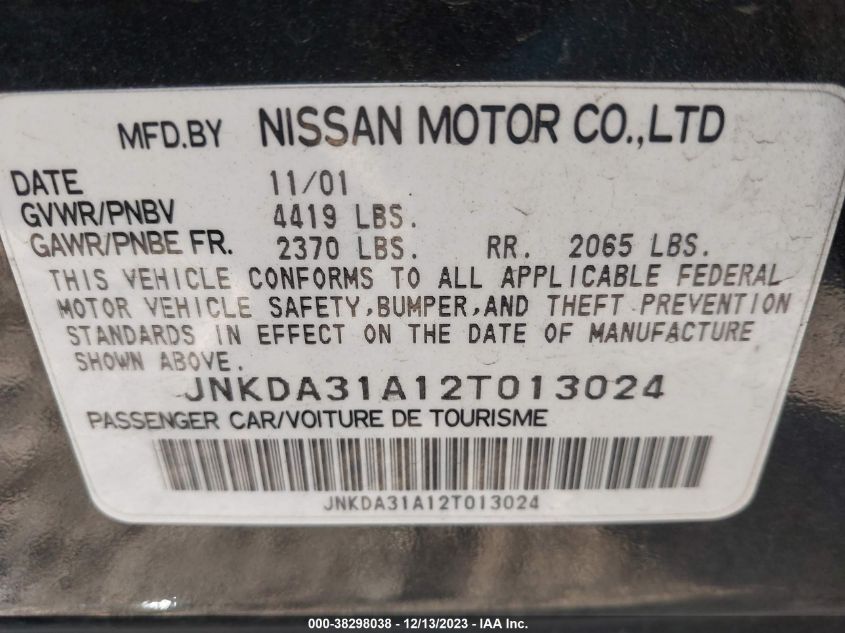 MFD.BY NISSAN MOTOR CO.,LTD
DATE 11/01
GVWR/PNBV 4419 LBS.
GAWR/PNBE FR. 2370 LBS. RR. 2065 LBS.
THIS VEHICLE CONFORMS TO ALL APPLICABLE FEDERAL
MOTOR VEHICLE SAFETY,BUMPER,AND THEFT PREVENTION
STANDARDS IN EFFECT ON THE DATE OF MANUFACTURE
SHOWN ABOVE.
JNKDA31A12T013024
PASSENGER CAR/VOITURE DE TOURISME
JNKDA31A12T013024
000-38298038 - 12/13/2023 - IAA Inc.